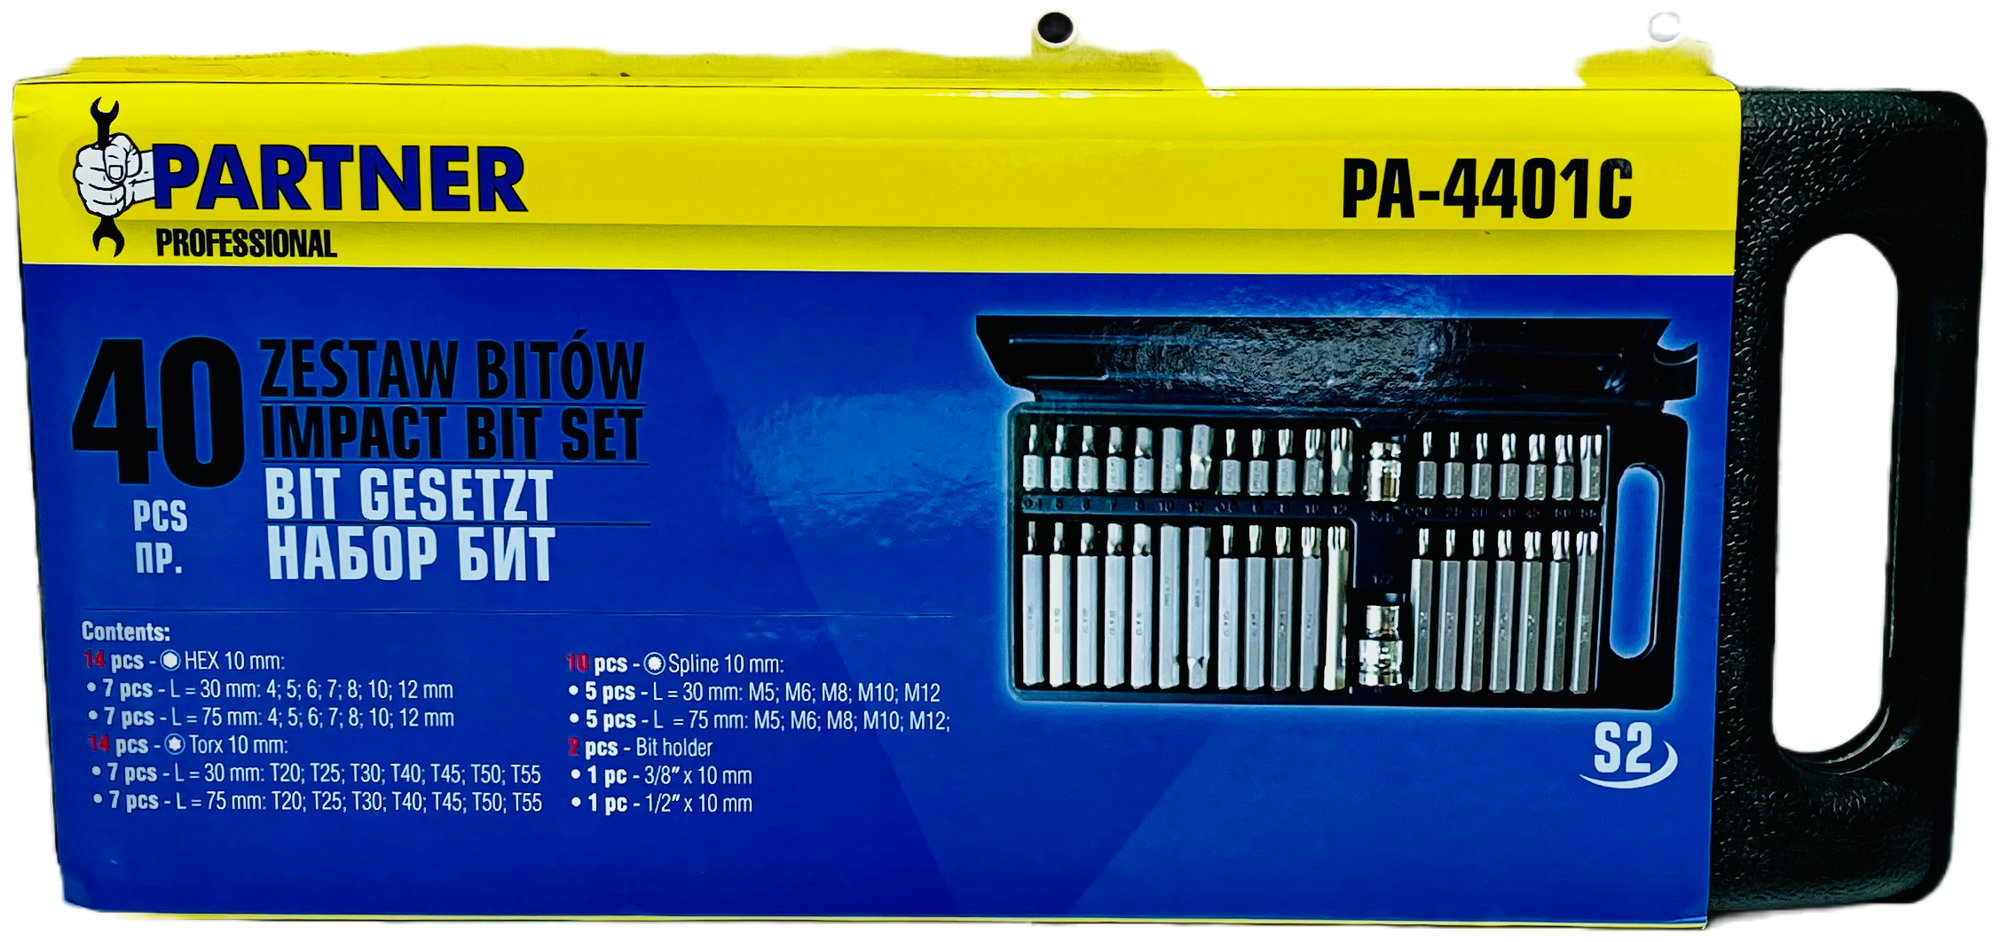 PARTNER
PROFESSIONAL
PA-4401C
40
PCS
ПР.
ZESTAW BITÓW
IMPACT BIT SET
BIT GESETZT
НАБОР БИТ
Contents:
14 pcs - HEX 10 mm:
• 7 pcs - L = 30 mm: 4; 5; 6; 7; 8; 10; 12 mm
• 7 pcs - L = 75 mm: 4; 5; 6; 7; 8; 10; 12 mm
14 pcs - Torx 10 mm:
• 7 pcs - L = 30 mm: T20; T25; T30; T40; T45; T50; T55
• 7 pcs - L = 75 mm: T20; T25; T30; T40; T45; T50; T55
10 pcs - Spline 10 mm:
• 5 pcs - L = 30 mm: M5; M6; M8; M10; M12
• 5 pcs - L = 75 mm: M5; M6; M8; M10; M12;
2 pcs - Bit holder
• 1 pc - 3/8" x 10 mm
• 1 pc - 1/2" x 10 mm
S2